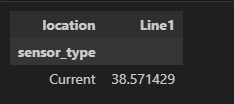 location Line1
sensor_type
Current 38.571429